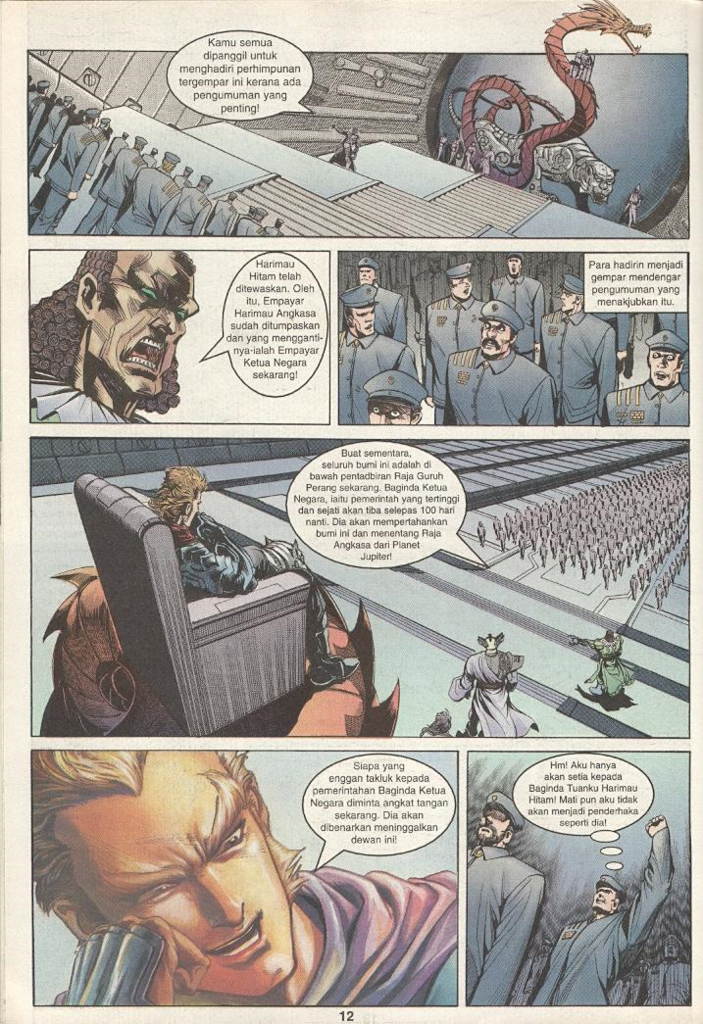 Kamu semua
dipanggil untuk
menghadiri perhimpunan
tergempar ini kerana ada
pengumuman yang
penting!
Harimau
Hitam telah
ditewaskan. Oleh
itu, Empayar
Harimau Angkasa
sudah ditumpaskan
dan yang mengganti-
nya-ialah Empayar
Ketua Negara
sekarang!
Para hadirin menjadi
gempar mendengar
pengumuman yang
menakjubkan itu.
Buat sementara,
seluruh bumi ini adalah di
bawah pentadbiran Raja Guruh
Perang sekarang. Baginda Ketua
Negara, iaitu pemerintah yang tertinggi
dan sejati akan tiba selepas 100 hari
nanti. Dia akan mempertahankan
bumi ini dan menentang Raja
Angkasa dari Planet
Jupiter!
Siapa yang
enggan takluk kepada
pemerintahan Baginda Ketua
Negara diminta angkat tangan
sekarang. Dia akan
dibenarkan meninggalkan
dewan ini!
Hm! Aku hanya
akan setia kepada
Baginda Tuanku Harimau
Hitam! Mati pun aku tidak
akan menjadi penderhaka
seperti dia!
12